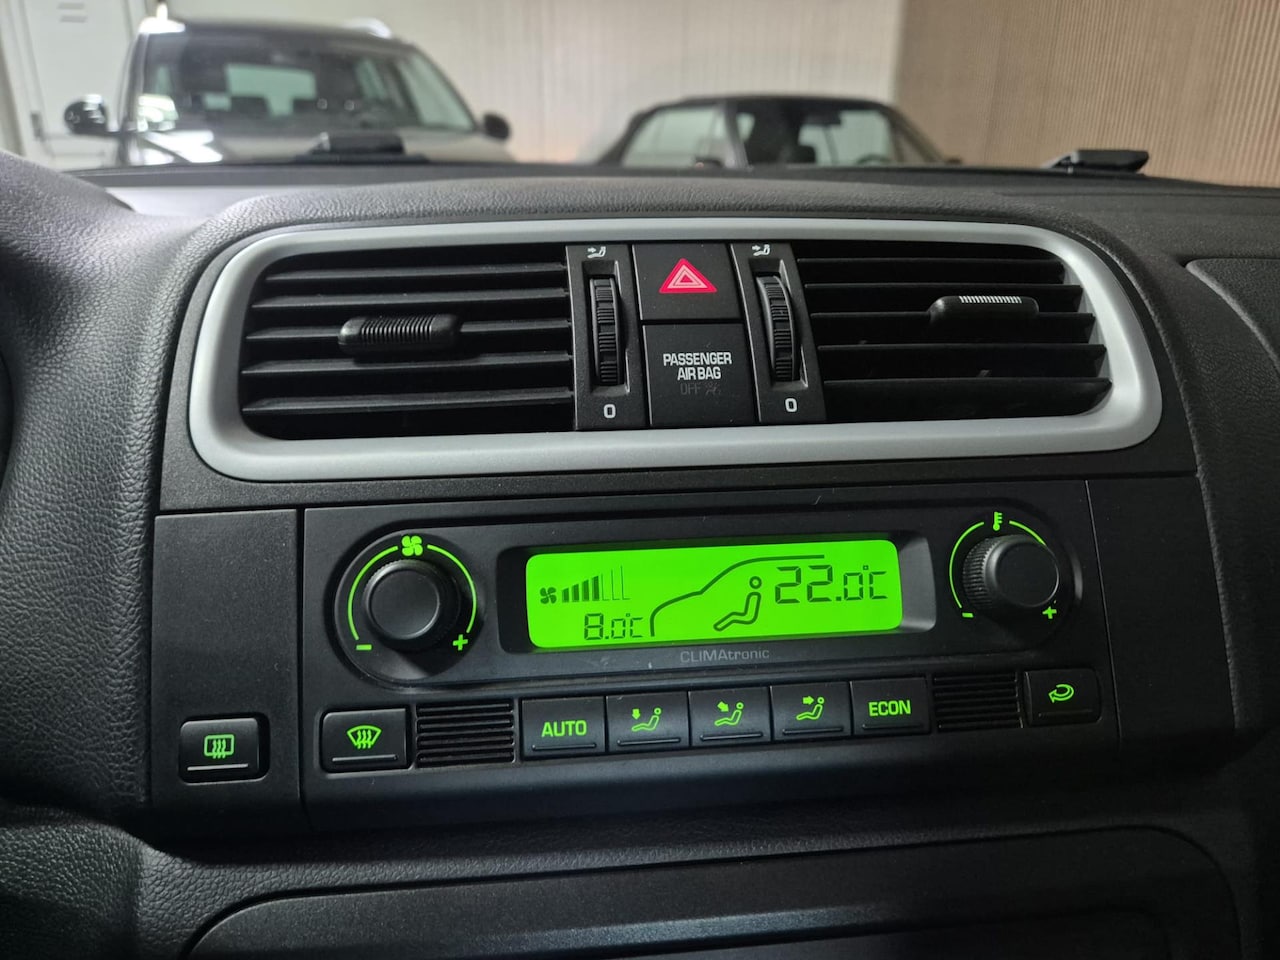 PASSENGER
AIR BAG
OFF
0
0
22.0°C
8.0°C
CLIMAtronic
- +
- +
AUTO
ECON